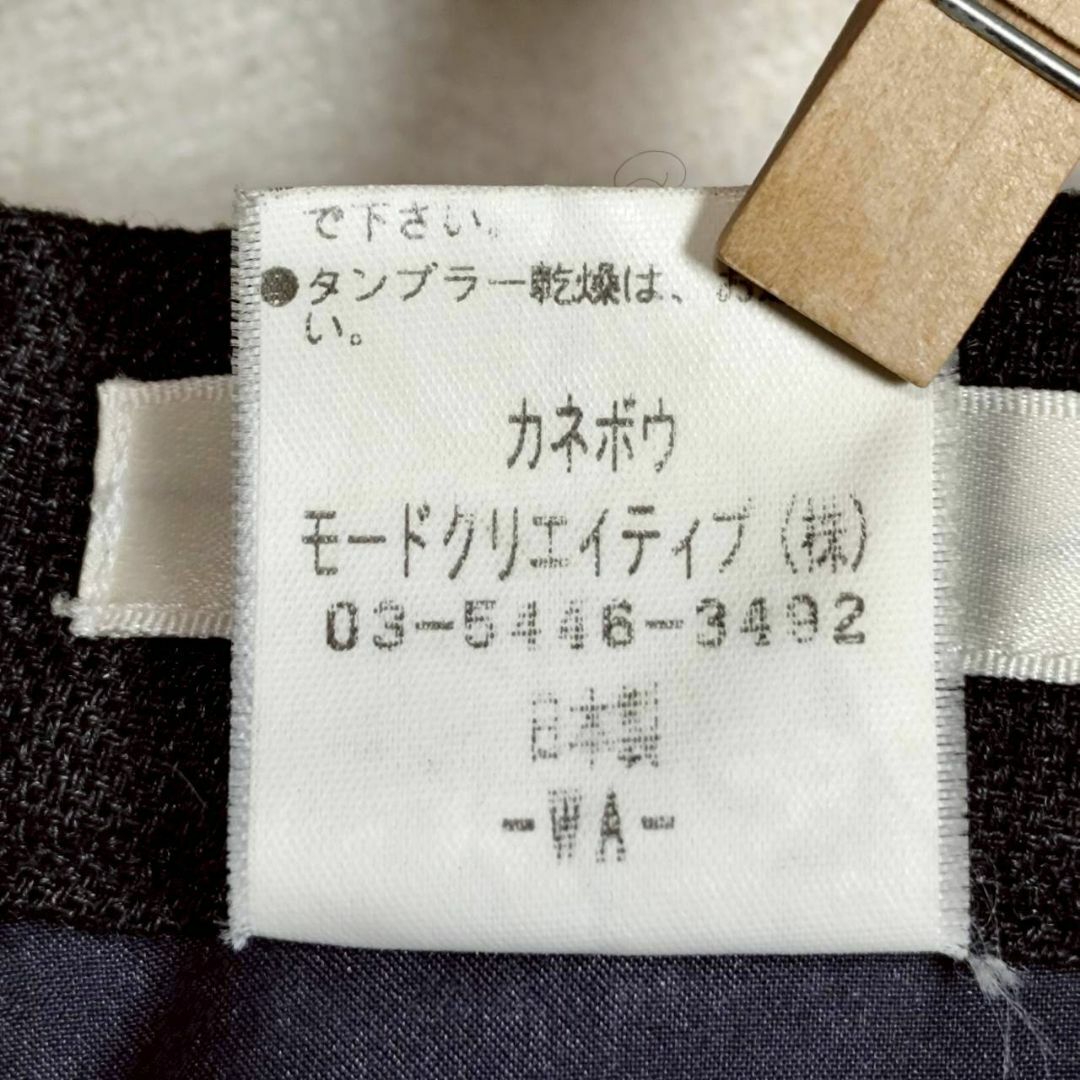 で下さい。
●タンブラー乾燥は、
い。
カネボウ
モードクリエイティブ(株)
03-5446-3492
日本製
-WA-